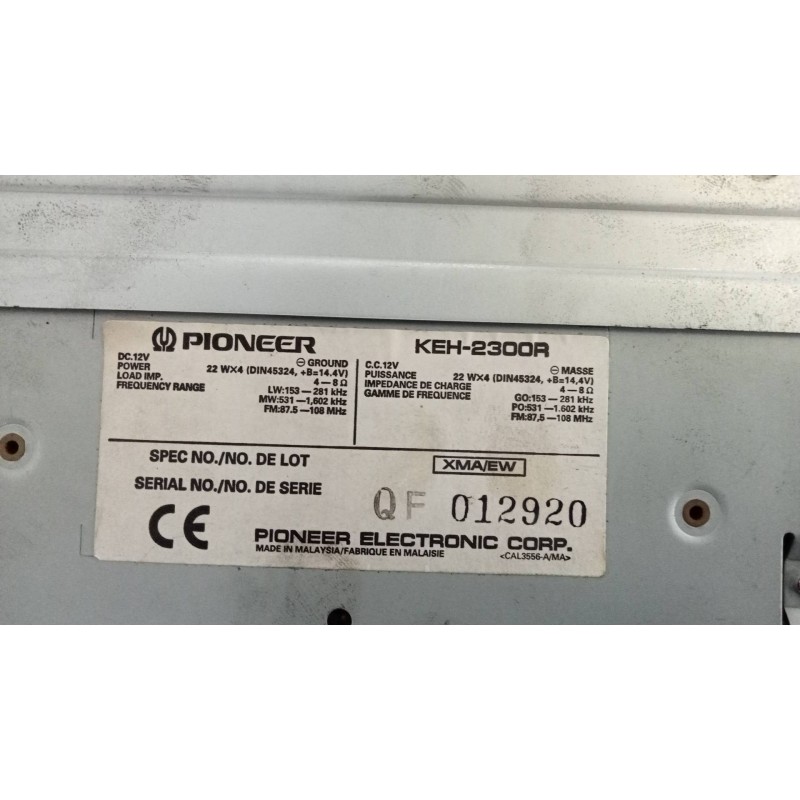 PIONEER KEH-2300R
DC.12V ⊖ GROUND
POWER 22 W×4 (DIN45324, +B=14.4V)
LOAD IMP. 4—8 Ω
FREQUENCY RANGE LW:153—281 kHz
MW:531—1,602 kHz
FM:87.5—108 MHz
C.C.12V ⊖ MASSE
PUISSANCE 22 W×4 (DIN45324, +B=14,4V)
IMPEDANCE DE CHARGE 4—8 Ω
GAMME DE FREQUENCE GO:153—281 kHz
PO:531—1.602 kHz
FM:87,5—108 MHz
SPEC NO./NO. DE LOT XMA/EW
SERIAL NO./NO. DE SERIE QF 012920
CE PIONEER ELECTRONIC CORP.
MADE IN MALAYSIA/FABRIQUE EN MALAISIE <CAL3556-A/MA>